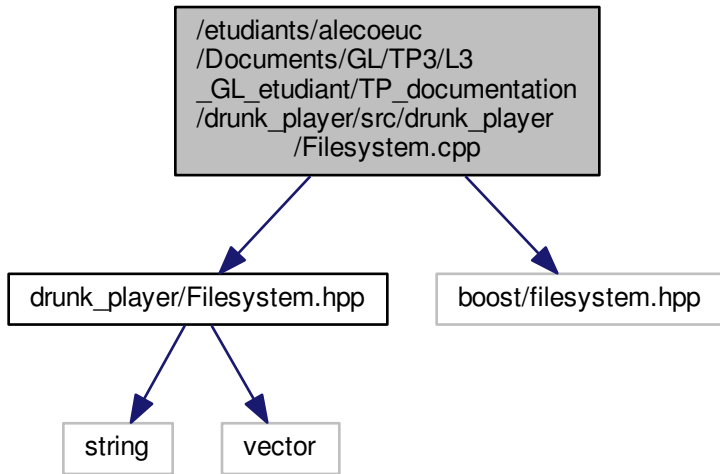 /etudiants/alecoeuc
/Documents/GL/TP3/L3
_GL_etudiant/TP_documentation
/drunk_player/src/drunk_player
/Filesystem.cpp
drunk_player/Filesystem.hpp
boost/filesystem.hpp
string
vector